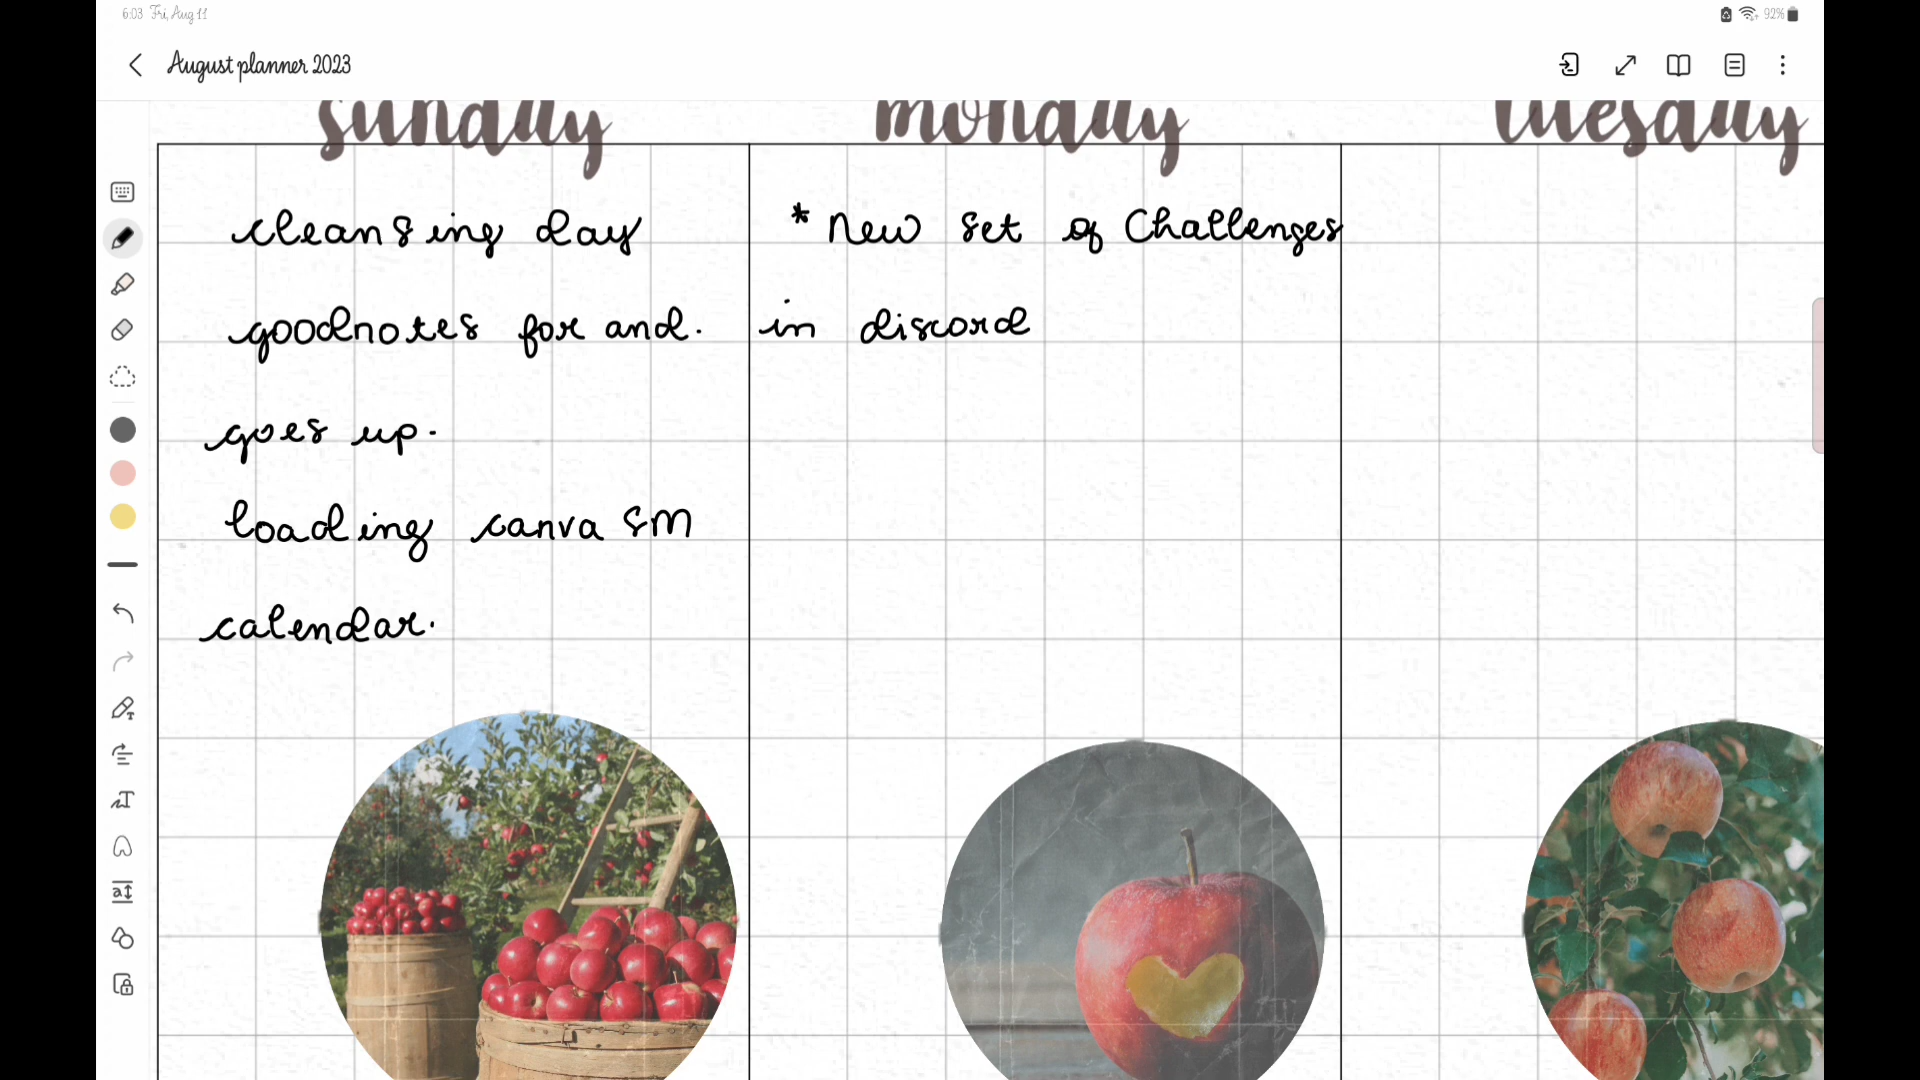 6:03 Fri, Aug 11
92%
August planner 2023
sunday
monday
tuesday
cleansing day
goodnotes for and.
goes up.
loading canva SM
calendar.
* New set of Challenges
in discord